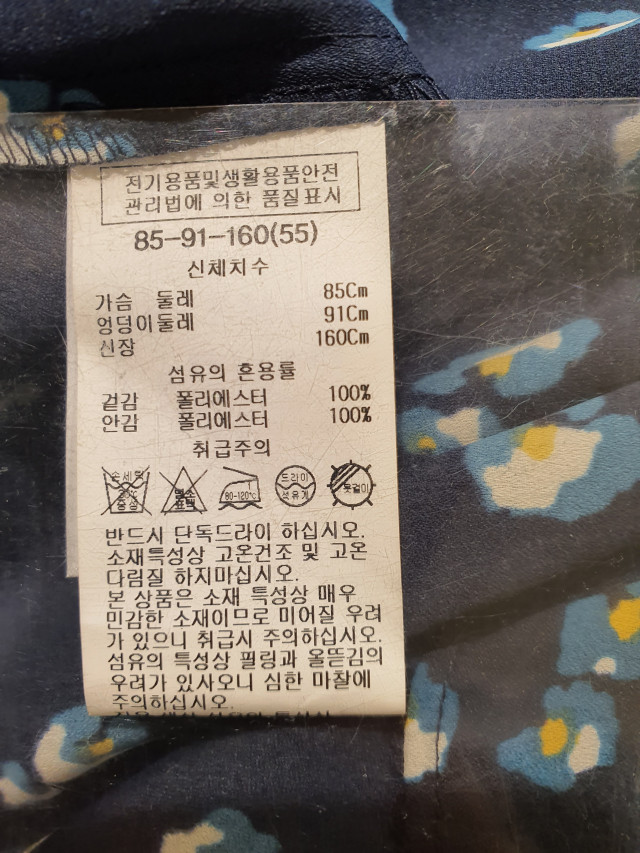 전기용품및생활용품안전
관리법에 의한 품질표시
85-91-160(55)
신체치수
가슴 둘레 85Cm
엉덩이둘레 91Cm
신장 160Cm
섬유의 혼용률
겉감 폴리에스터 100%
안감 폴리에스터 100%
취급주의
손세탁 30℃ 중성
염소 표백
80-120℃
드라이 석유계
옷걸이
반드시 단독드라이 하십시오.
소재특성상 고온건조 및 고온
다림질 하지마십시오.
본 상품은 소재 특성상 매우
민감한 소재이므로 미어질 우려
가 있으니 취급시 주의하십시오.
섬유의 특성상 필링과 올뜯김의
우려가 있사오니 심한 마찰에
주의하십시오.